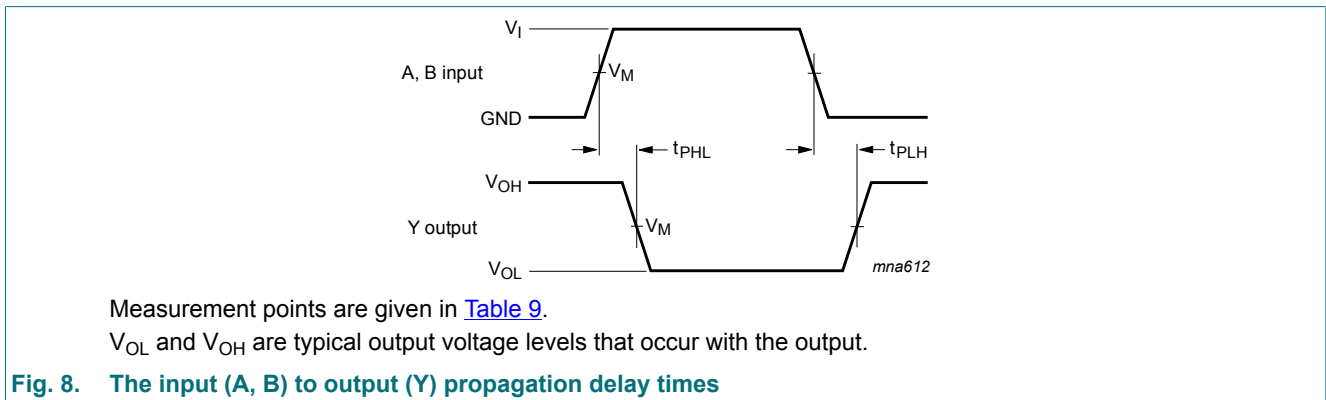 V_I
A, B input
V_M
GND
t_PHL
t_PLH
V_OH
Y output
V_M
V_OL
mna612
Measurement points are given in Table 9.
V_OL and V_OH are typical output voltage levels that occur with the output.
Fig. 8. The input (A, B) to output (Y) propagation delay times